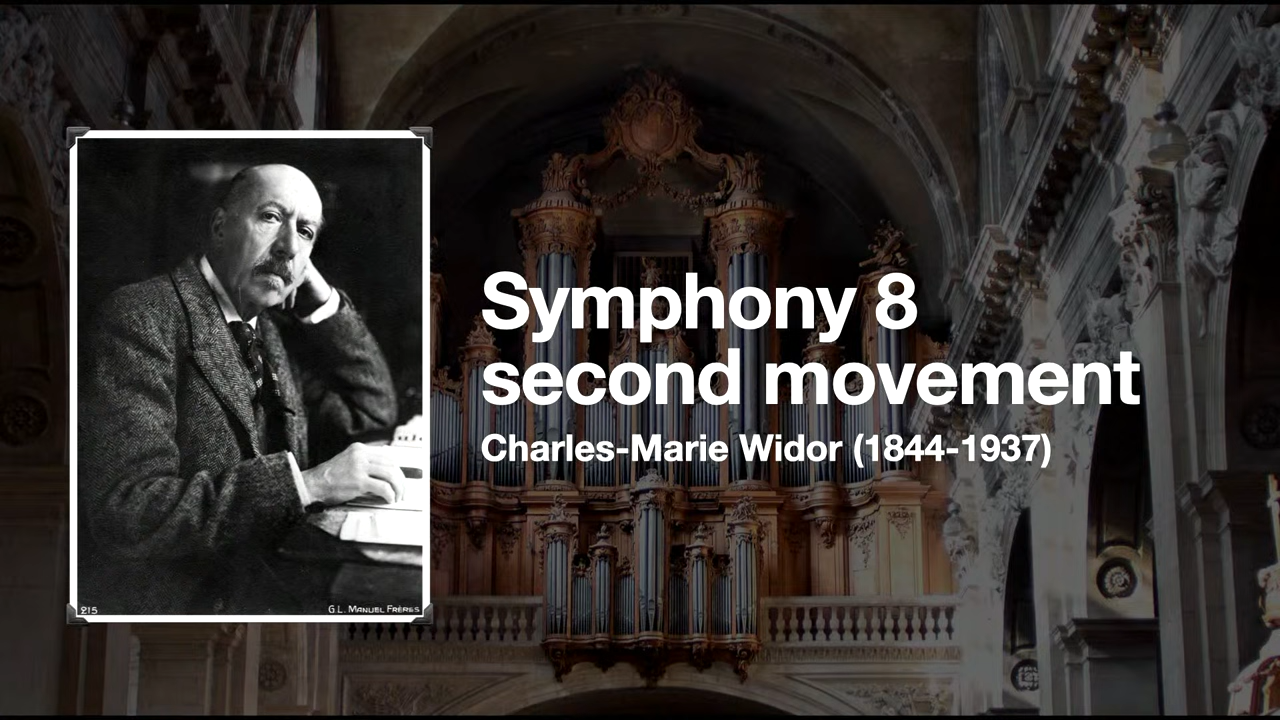 Symphony 8
second movement
Charles-Marie Widor (1844-1937)
215
G.L. MANUEL FRÈRES